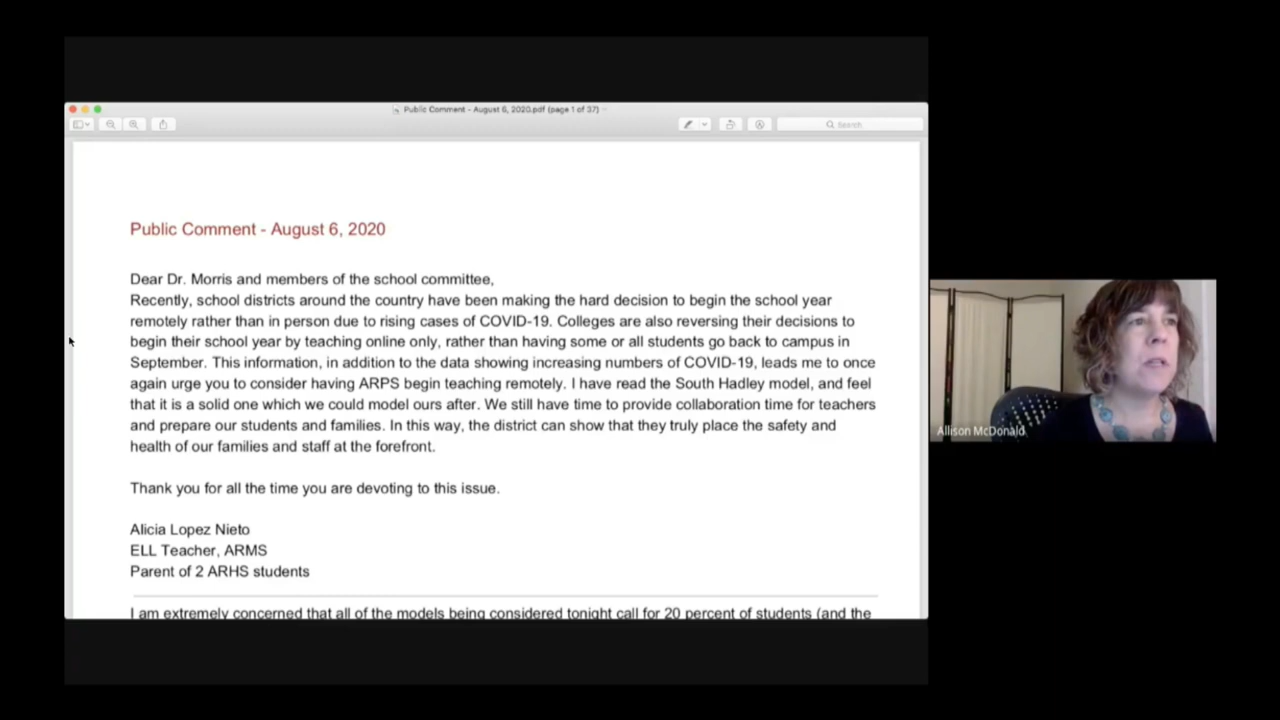 Public Comment - August 6, 2020.pdf (page 1 of 37)
Search
Public Comment - August 6, 2020
Dear Dr. Morris and members of the school committee,
Recently, school districts around the country have been making the hard decision to begin the school year
remotely rather than in person due to rising cases of COVID-19. Colleges are also reversing their decisions to
begin their school year by teaching online only, rather than having some or all students go back to campus in
September. This information, in addition to the data showing increasing numbers of COVID-19, leads me to once
again urge you to consider having ARPS begin teaching remotely. I have read the South Hadley model, and feel
that it is a solid one which we could model ours after. We still have time to provide collaboration time for teachers
and prepare our students and families. In this way, the district can show that they truly place the safety and
health of our families and staff at the forefront.
Thank you for all the time you are devoting to this issue.
Alicia Lopez Nieto
ELL Teacher, ARMS
Parent of 2 ARHS students
I am extremely concerned that all of the models being considered tonight call for 20 percent of students (and the
Allison McDonald